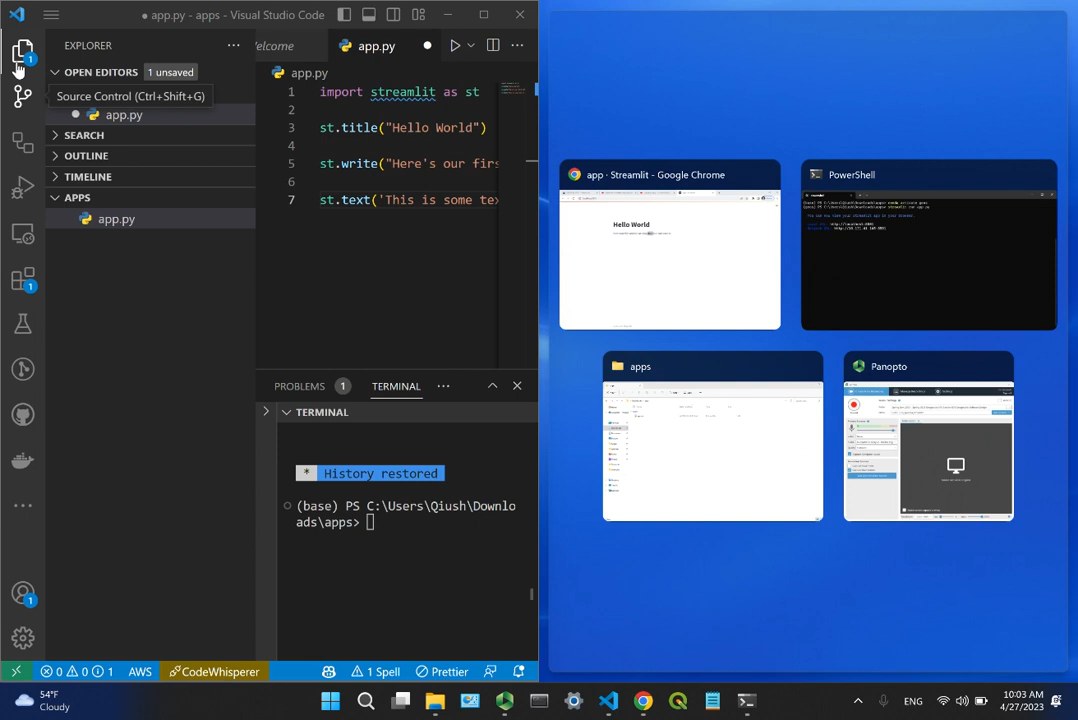 app.py - apps - Visual Studio Code
EXPLORER
OPEN EDITORS 1 unsaved
Source Control (Ctrl+Shift+G)
app.py
SEARCH
OUTLINE
TIMELINE
APPS
app.py
elcome
app.py
app.py
1 import streamlit as st
2
3 st.title("Hello World")
4
5 st.write("Here's our firs
6
7 st.text('This is some tex
PROBLEMS 1 TERMINAL
TERMINAL
* History restored
(base) PS C:\Users\Qiush\Downlo
ads\apps>
0 0 1 AWS CodeWhisperer 1 Spell Prettier
app · Streamlit - Google Chrome
Hello World
PowerShell
apps
Panopto
1
1
1
54°F
Cloudy
ENG
10:03 AM
4/27/2023